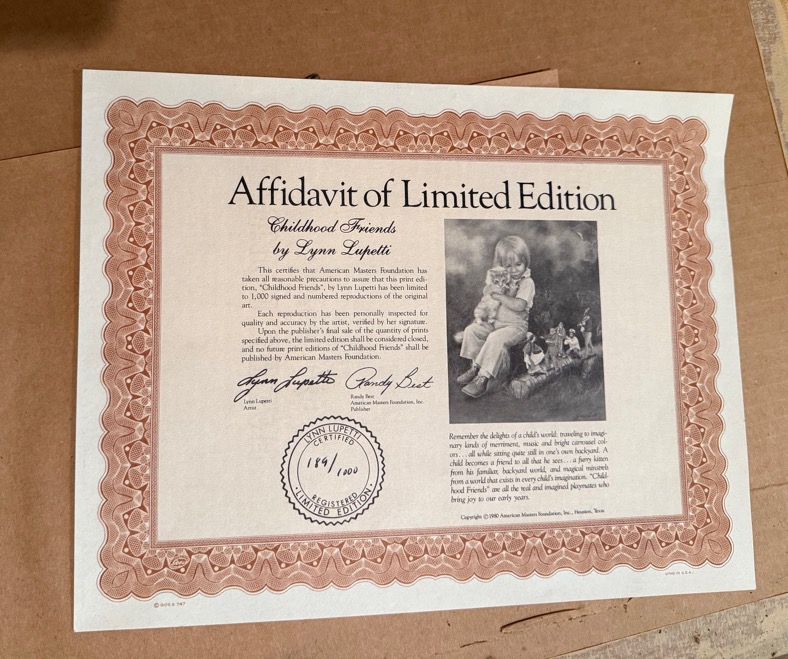 Affidavit of Limited Edition
Childhood Friends
by Lynn Lupetti
This certifies that American Masters Foundation has
taken all reasonable precautions to assure that this print edi-
tion, "Childhood Friends", by Lynn Lupetti has been limited
to 1,000 signed and numbered reproductions of the original
art.
Each reproduction has been personally inspected for
quality and accuracy by the artist, verified by her signature.
Upon the publisher's final sale of the quantity of prints
specified above, the limited edition shall be considered closed,
and no future print editions of "Childhood Friends" shall be
published by American Masters Foundation.
Lynn Lupetti Randy Best
Lynn Lupetti
Artist
Randy Best
American Masters Foundation, Inc.
Publisher
LYNN LUPETTI
CERTIFIED
189/1000
REGISTERED
LIMITED EDITION
Remember the delights of a child's world: traveling to imagi-
nary lands of merriment, music and bright carousel col-
ors...all while sitting quite still in one's own backyard. A
child becomes a friend to all that he sees...a furry kitten
from his familiar, backyard world, and magical minstrels
from a world that exists in every child's imagination. "Child-
hood Friends" are all the real and imagined playmates who
bring joy to our early years.
Copyright © 1980 American Masters Foundation, Inc., Houston, Texas
© GOES 747
LITHO IN U.S.A.